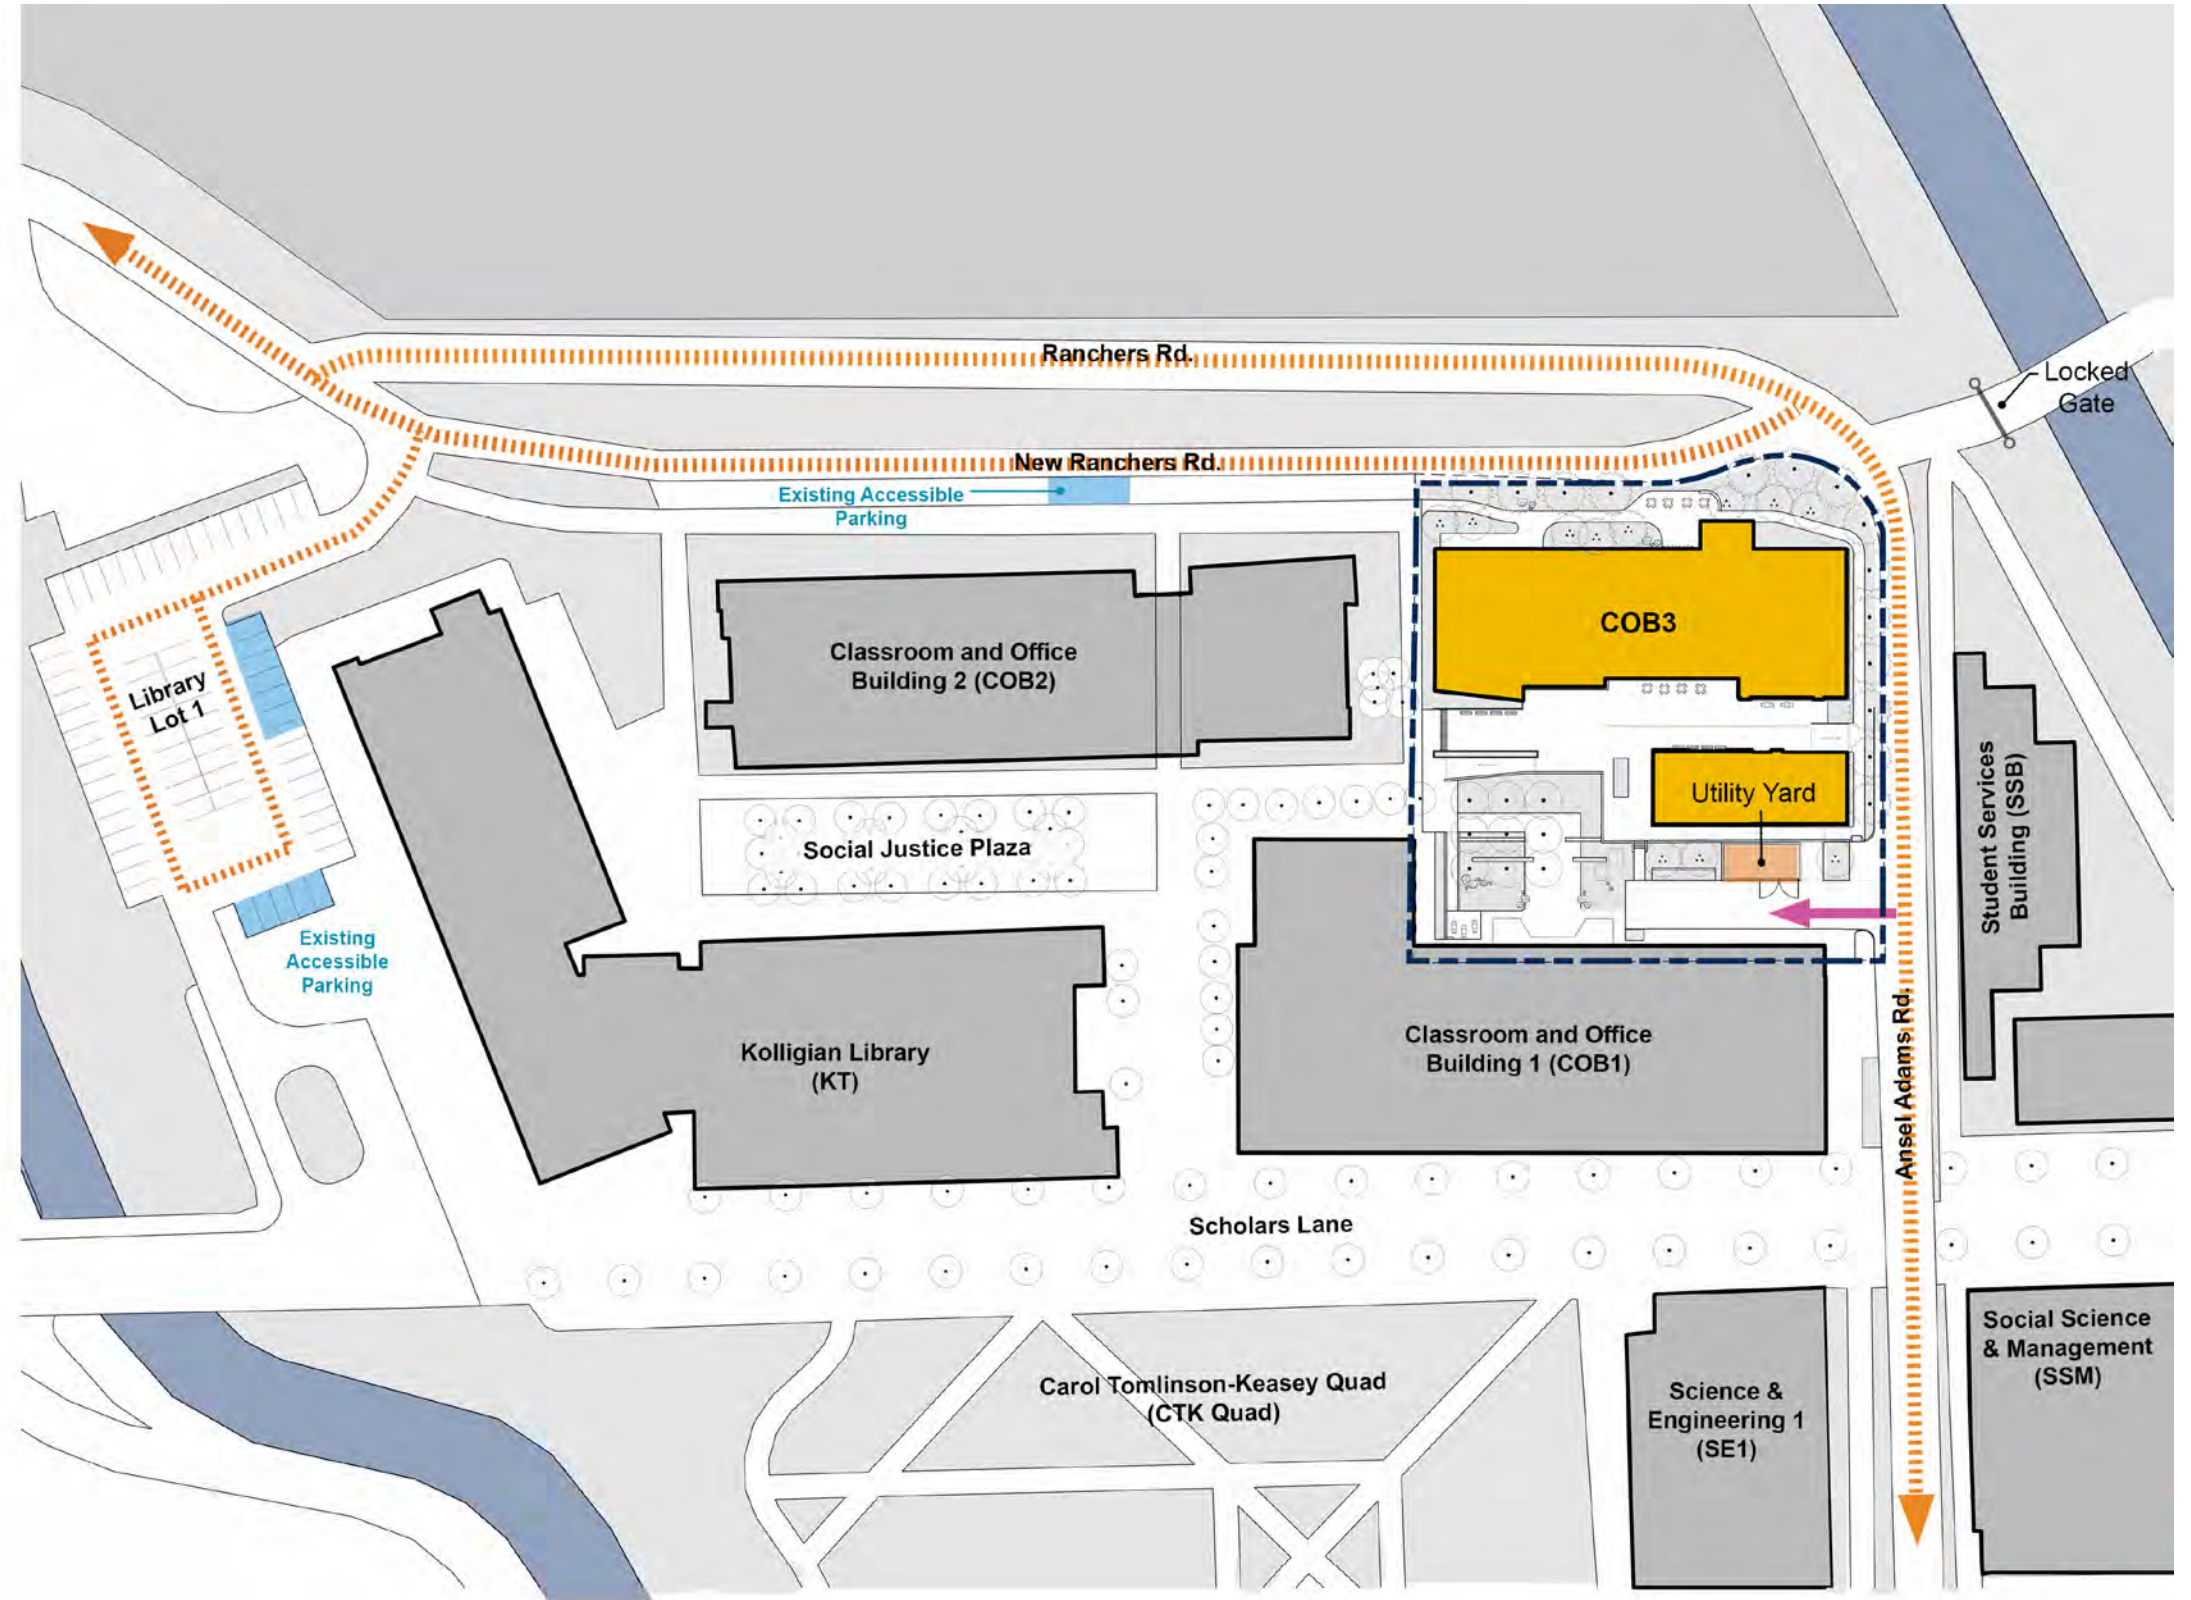 Ranchers Rd.
Locked
Gate
New Ranchers Rd.
Existing Accessible
Parking
COB3
Classroom and Office
Building 2 (COB2)
Library
Lot 1
Utility Yard
Student Services
Building (SSB)
Social Justice Plaza
Existing
Accessible
Parking
Kolligian Library
(KT)
Classroom and Office
Building 1 (COB1)
Ansel Adams Rd.
Scholars Lane
Carol Tomlinson-Keasey Quad
(CTK Quad)
Science &
Engineering 1
(SE1)
Social Science
& Management
(SSM)